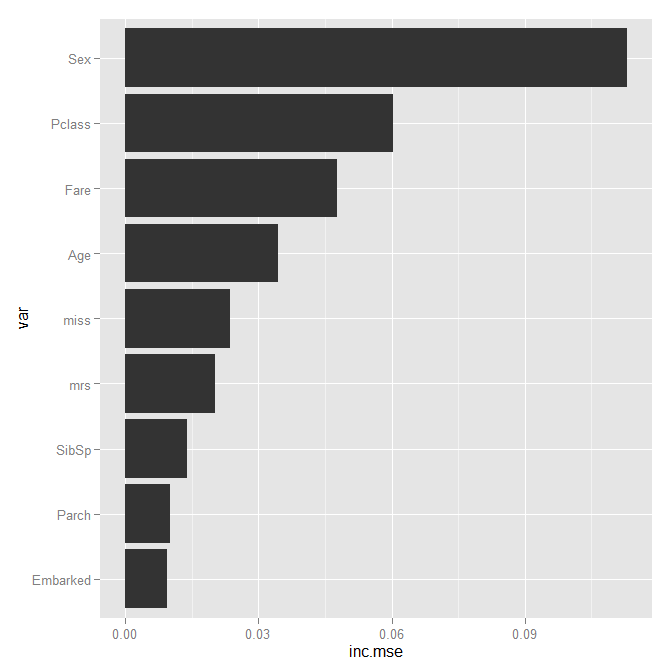 Sex
Pclass
Fare
Age
miss
mrs
SibSp
Parch
Embarked
var
0.00 0.03 0.06 0.09
inc.mse